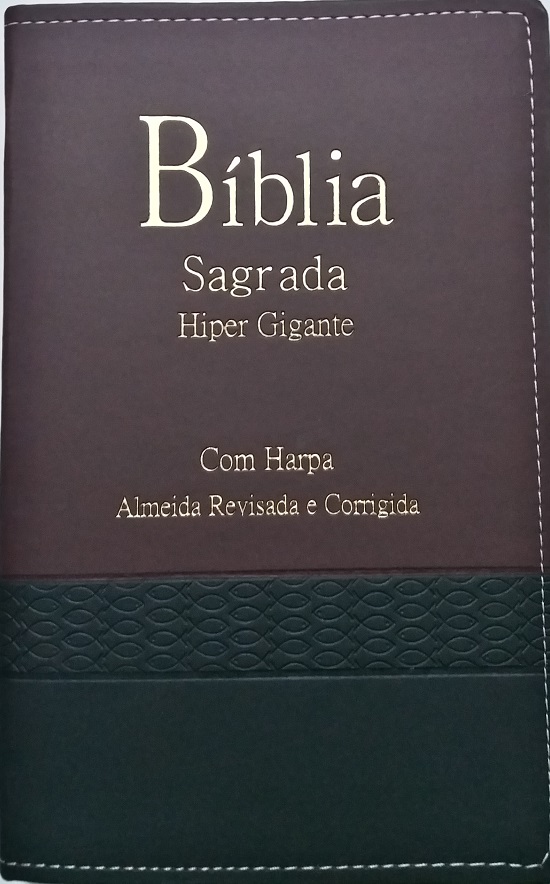 Bíblia
Sagrada
Hiper Gigante
Com Harpa
Almeida Revisada e Corrigida